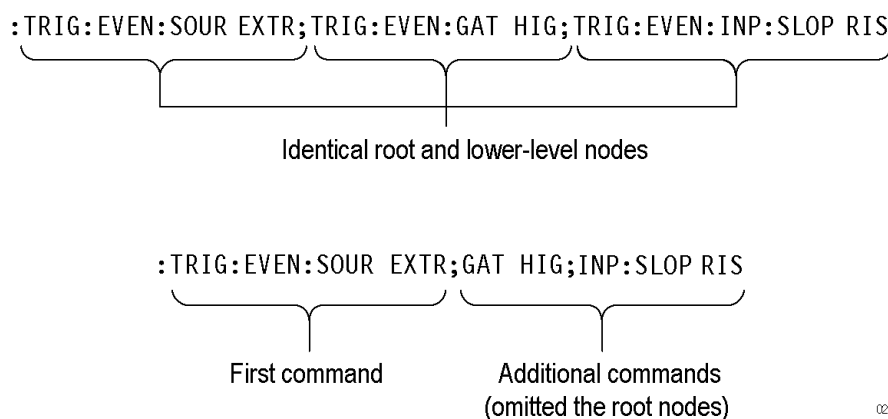 :TRIG:EVEN:SOUR EXTR;TRIG:EVEN:GAT HIG;TRIG:EVEN:INP:SLOP RIS
Identical root and lower-level nodes
:TRIG:EVEN:SOUR EXTR;GAT HIG;INP:SLOP RIS
First command
Additional commands
(omitted the root nodes)